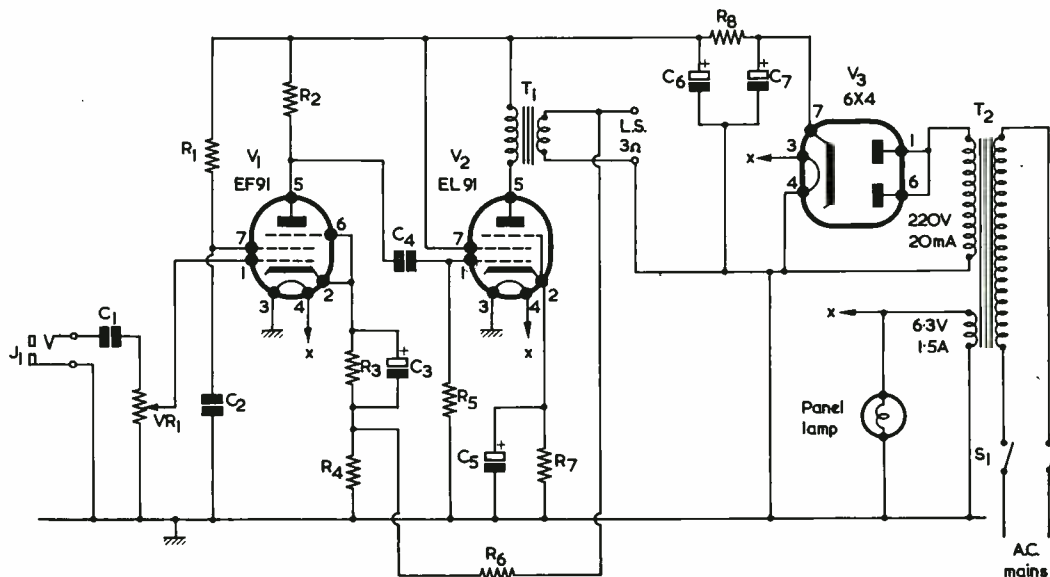 R8
C6
C7
V3
6X4
T2
R2
T1
L.S.
3Ω
7
3
4
1
6
x
R1
V1
EF91
5
6
7
1
2
3
4
x
C4
V2
EL91
5
7
1
2
3
4
x
220V
20mA
x
6·3V
1·5A
J1
V
C1
VR1
C2
R3
C3
R4
R5
C5
R7
R6
Panel
lamp
S1
A.C.
mains